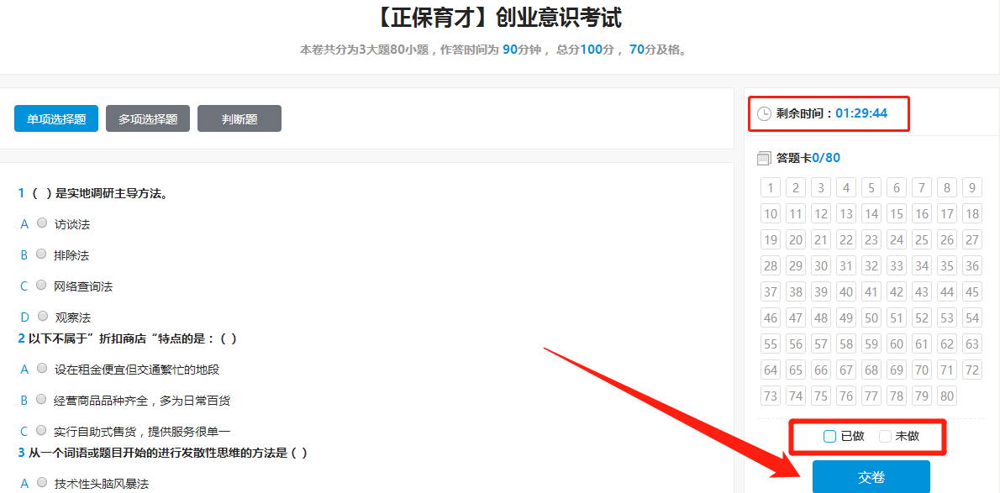 【正保育才】创业意识考试
本卷共分为3大题80小题，作答时间为 90分钟， 总分100分， 70分及格。
单项选择题 多项选择题 判断题
剩余时间：01:29:44
答题卡0/80
1 2 3 4 5 6 7 8 9
10 11 12 13 14 15 16 17 18
19 20 21 22 23 24 25 26 27
28 29 30 31 32 33 34 35 36
37 38 39 40 41 42 43 44 45
46 47 48 49 50 51 52 53 54
55 56 57 58 59 60 61 62 63
64 65 66 67 68 69 70 71 72
73 74 75 76 77 78 79 80
已做 未做
交卷
1 （ ）是实地调研主导方法。
A 访谈法
B 排除法
C 网络查询法
D 观察法
2 以下不属于”折扣商店“特点的是：( )
A 设在租金便宜但交通繁忙的地段
B 经营商品品种齐全，多为日常百货
C 实行自助式售货，提供服务很单一
3 从一个词语或题目开始的进行发散性思维的方法是 ( )
A 技术性头脑风暴法